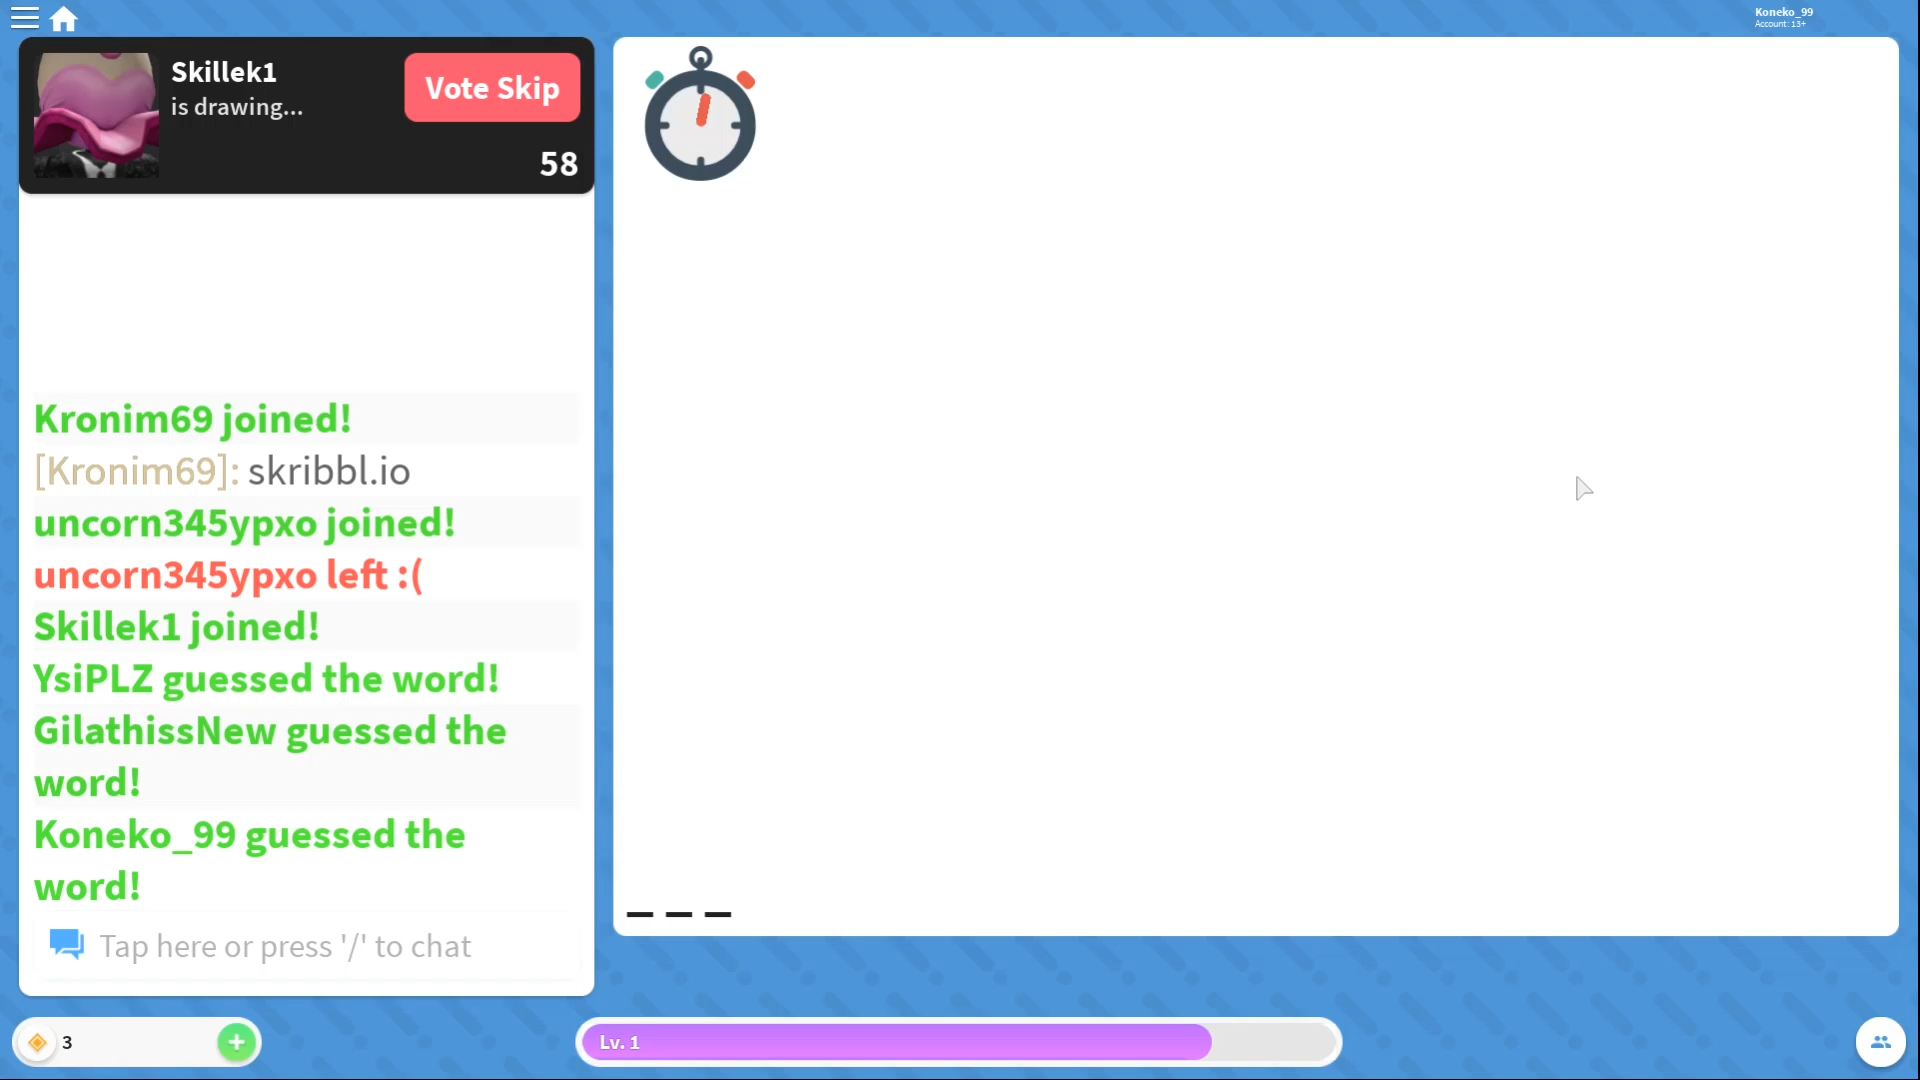 Koneko_99
Account: 13+
Skillek1
is drawing...
Vote Skip
58
Kronim69 joined!
[Kronim69]: skribbl.io
uncorn345ypxo joined!
uncorn345ypxo left :(
Skillek1 joined!
YsiPLZ guessed the word!
GilathissNew guessed the
word!
Koneko_99 guessed the
word!
Tap here or press '/' to chat
_ _ _
3
Lv. 1